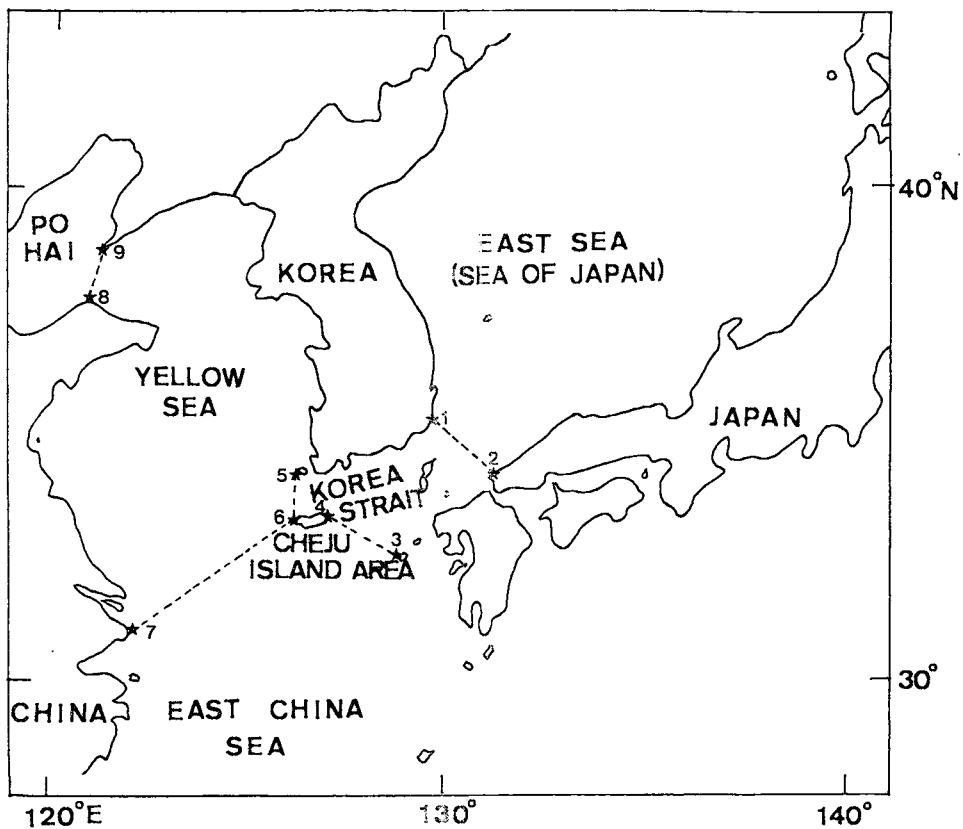 40°N
PO
HAI
9
8
KOREA
EAST SEA
(SEA OF JAPAN)
YELLOW
SEA
1
JAPAN
2
5
KOREA
STRAIT
4
6
3
CHEJU
ISLAND AREA
7
30°
CHINA
EAST CHINA
SEA
120°E
130°
140°